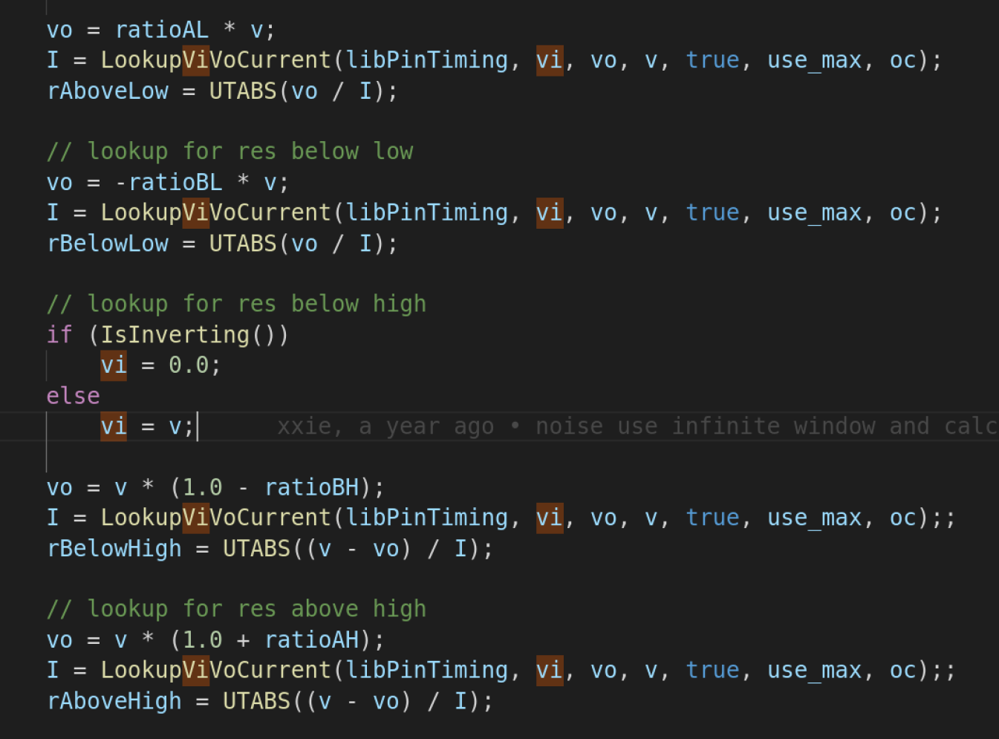 vo = ratioAL * v;
I = LookupViVoCurrent(libPinTiming, vi, vo, v, true, use_max, oc);
rAboveLow = UTABS(vo / I);
// lookup for res below low
vo = -ratioBL * v;
I = LookupViVoCurrent(libPinTiming, vi, vo, v, true, use_max, oc);
rBelowLow = UTABS(vo / I);
// lookup for res below high
if (IsInverting())
    vi = 0.0;
else
    vi = v; xxie, a year ago • noise use infinite window and calc
vo = v * (1.0 - ratioBH);
I = LookupViVoCurrent(libPinTiming, vi, vo, v, true, use_max, oc);;
rBelowHigh = UTABS((v - vo) / I);
// lookup for res above high
vo = v * (1.0 + ratioAH);
I = LookupViVoCurrent(libPinTiming, vi, vo, v, true, use_max, oc);;
rAboveHigh = UTABS((v - vo) / I);